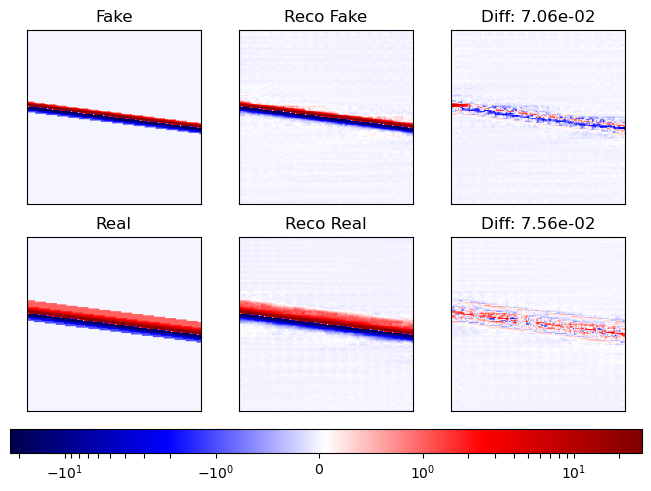 Fake Reco Fake Diff: 7.06e-02
Real Reco Real Diff: 7.56e-02
−10¹ −10⁰ 0 10⁰ 10¹